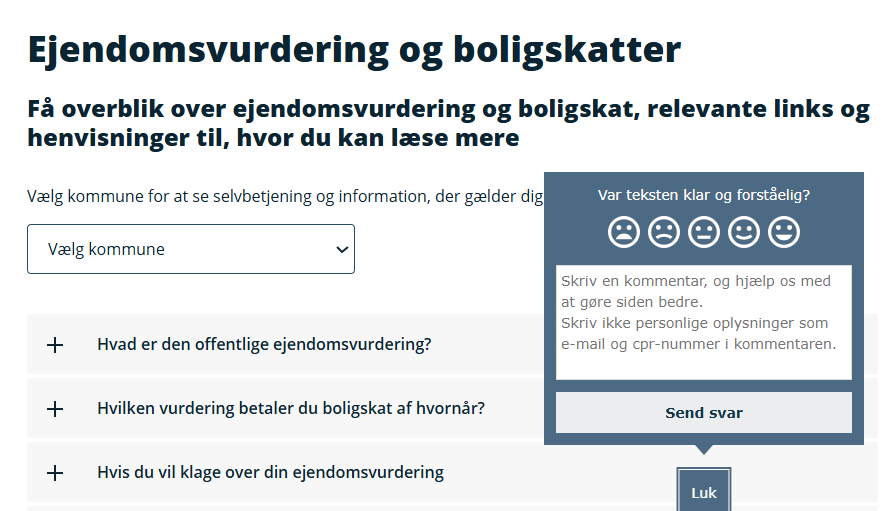 Ejendomsvurdering og boligskatter
Få overblik over ejendomsvurdering og boligskat, relevante links og
henvisninger til, hvor du kan læse mere
Vælg kommune for at se selvbetjening og information, der gælder dig
Vælg kommune
Hvad er den offentlige ejendomsvurdering?
Hvilken vurdering betaler du boligskat af hvornår?
Hvis du vil klage over din ejendomsvurdering
Var teksten klar og forståelig?
Skriv en kommentar, og hjælp os med
at gøre siden bedre.
Skriv ikke personlige oplysninger som
e-mail og cpr-nummer i kommentaren.
Send svar
Luk